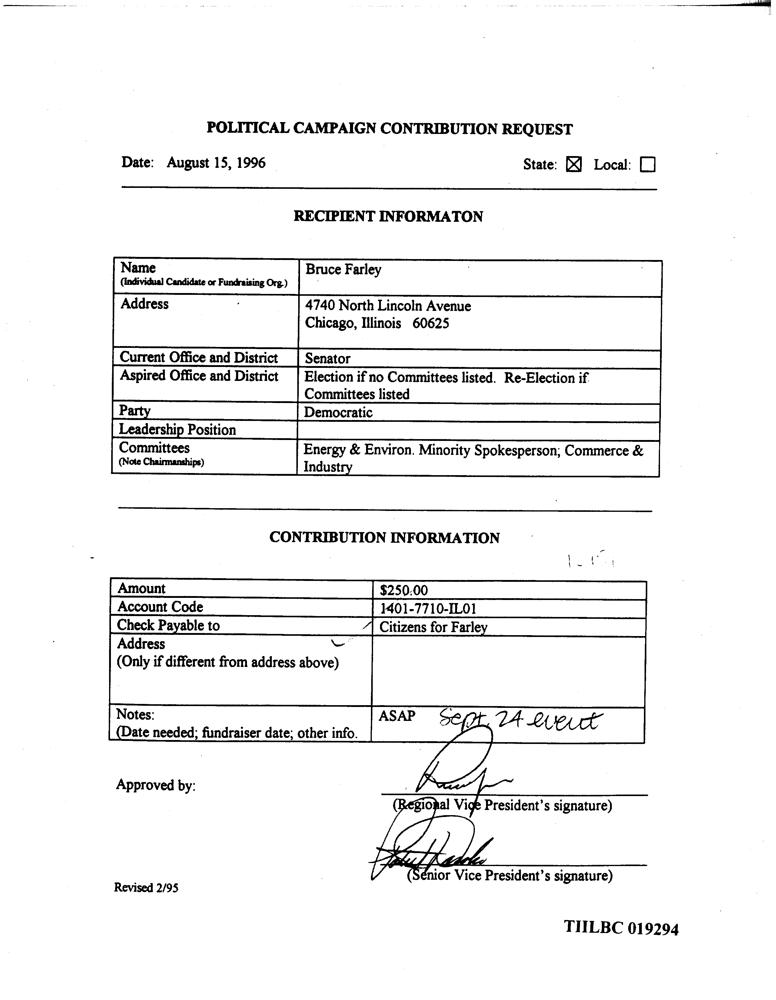 POLITICAL CAMPAIGN CONTRIBUTION REQUEST
Date: August 15, 1996 State: ☒ Local: ☐
RECIPIENT INFORMATON
Name Bruce Farley
(Individual Candidate or Fundraising Org.)
Address 4740 North Lincoln Avenue
Chicago, Illinois 60625
Current Office and District Senator
Aspired Office and District Election if no Committees listed. Re-Election if
Committees listed
Party Democratic
Leadership Position
Committees Energy & Environ. Minority Spokesperson; Commerce &
(Note Chairmanships) Industry
CONTRIBUTION INFORMATION
Amount $250.00
Account Code 1401-7710-IL01
Check Payable to Citizens for Farley
Address
(Only if different from address above)
Notes: ASAP Sept. 24 event
(Date needed; fundraiser date; other info.
Approved by:
(Regional Vice President's signature)
(Senior Vice President's signature)
Revised 2/95
TIILBC 019294